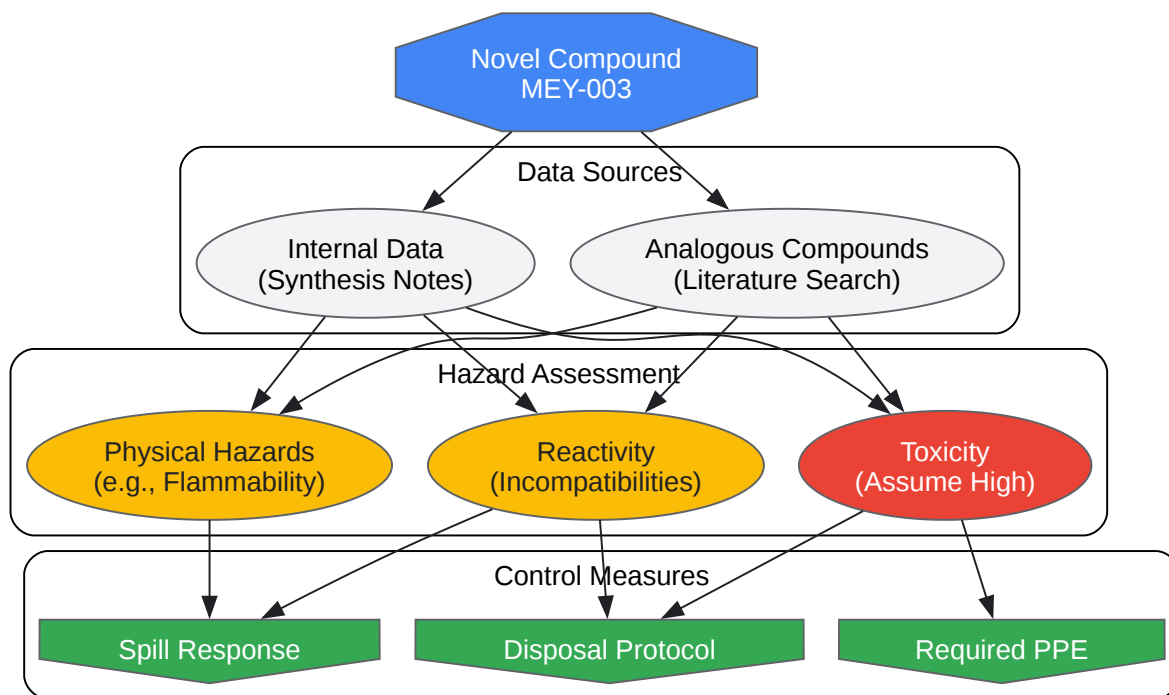 Novel Compound
MEY-003
Data Sources
Internal Data
(Synthesis Notes)
Analogous Compounds
(Literature Search)
Hazard Assessment
Physical Hazards
(e.g., Flammability)
Reactivity
(Incompatibilities)
Toxicity
(Assume High)
Control Measures
Spill Response
Disposal Protocol
Required PPE